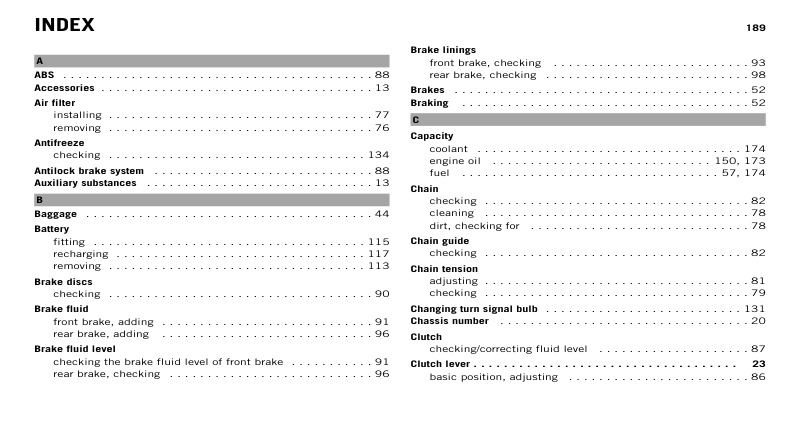 INDEX
189
A
ABS . . . . . . . . . . . . . . . . . . . . . . . . . . . . . . . . . . . . . . . 88
Accessories . . . . . . . . . . . . . . . . . . . . . . . . . . . . . . . . . . 13
Air filter
installing . . . . . . . . . . . . . . . . . . . . . . . . . . . . . . . . . . 77
removing . . . . . . . . . . . . . . . . . . . . . . . . . . . . . . . . . . 76
Antifreeze
checking . . . . . . . . . . . . . . . . . . . . . . . . . . . . . . . . . 134
Antilock brake system . . . . . . . . . . . . . . . . . . . . . . . . . . . . 88
Auxiliary substances . . . . . . . . . . . . . . . . . . . . . . . . . . . . 13
B
Baggage . . . . . . . . . . . . . . . . . . . . . . . . . . . . . . . . . . . . 44
Battery
fitting . . . . . . . . . . . . . . . . . . . . . . . . . . . . . . . . . . 115
recharging . . . . . . . . . . . . . . . . . . . . . . . . . . . . . . . 117
removing . . . . . . . . . . . . . . . . . . . . . . . . . . . . . . . . . 113
Brake discs
checking . . . . . . . . . . . . . . . . . . . . . . . . . . . . . . . . . . 90
Brake fluid
front brake, adding . . . . . . . . . . . . . . . . . . . . . . . . . . . 91
rear brake, adding . . . . . . . . . . . . . . . . . . . . . . . . . . . 96
Brake fluid level
checking the brake fluid level of front brake . . . . . . . . . . . 91
rear brake, checking . . . . . . . . . . . . . . . . . . . . . . . . . . 96
Brake linings
front brake, checking . . . . . . . . . . . . . . . . . . . . . . . . . 93
rear brake, checking . . . . . . . . . . . . . . . . . . . . . . . . . . 98
Brakes . . . . . . . . . . . . . . . . . . . . . . . . . . . . . . . . . . . . . 52
Braking . . . . . . . . . . . . . . . . . . . . . . . . . . . . . . . . . . . . 52
C
Capacity
coolant . . . . . . . . . . . . . . . . . . . . . . . . . . . . . . . . . . 174
engine oil . . . . . . . . . . . . . . . . . . . . . . . . . . . . 150, 173
fuel . . . . . . . . . . . . . . . . . . . . . . . . . . . . . . . . . . 57, 174
Chain
checking . . . . . . . . . . . . . . . . . . . . . . . . . . . . . . . . . . 82
cleaning . . . . . . . . . . . . . . . . . . . . . . . . . . . . . . . . . . 78
dirt, checking for . . . . . . . . . . . . . . . . . . . . . . . . . . . . 78
Chain guide
checking . . . . . . . . . . . . . . . . . . . . . . . . . . . . . . . . . . 82
Chain tension
adjusting . . . . . . . . . . . . . . . . . . . . . . . . . . . . . . . . . . 81
checking . . . . . . . . . . . . . . . . . . . . . . . . . . . . . . . . . . 79
Changing turn signal bulb . . . . . . . . . . . . . . . . . . . . . . . . 131
Chassis number . . . . . . . . . . . . . . . . . . . . . . . . . . . . . . . 20
Clutch
checking/correcting fluid level . . . . . . . . . . . . . . . . . . . 87
Clutch lever . . . . . . . . . . . . . . . . . . . . . . . . . . . . . . . . . 23
basic position, adjusting . . . . . . . . . . . . . . . . . . . . . . . 86